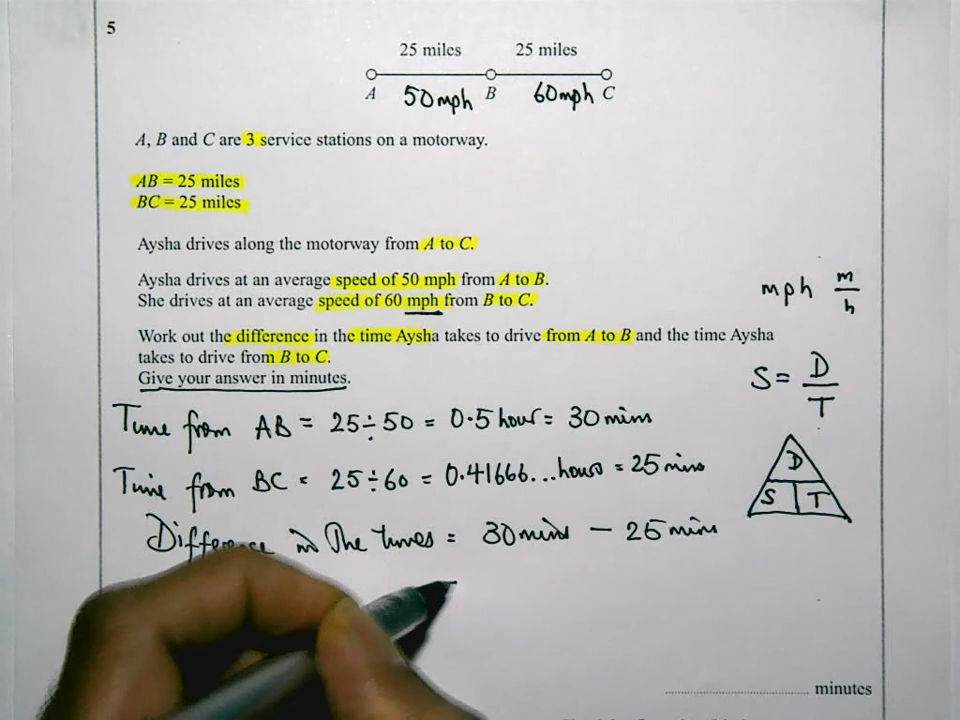 5
25 miles 25 miles
A 50mph B 60mph C
A, B and C are 3 service stations on a motorway.
AB = 25 miles
BC = 25 miles
Aysha drives along the motorway from A to C.
Aysha drives at an average speed of 50 mph from A to B.
She drives at an average speed of 60 mph from B to C.
mph m/h
Work out the difference in the time Aysha takes to drive from A to B and the time Aysha
takes to drive from B to C.
Give your answer in minutes.
S = D/T
Time from AB = 25÷50 = 0.5 hour = 30 mins
Time from BC = 25÷60 = 0.41666...hours = 25 mins
D
S T
Difference in the times = 30 mins - 25 mins
minutes